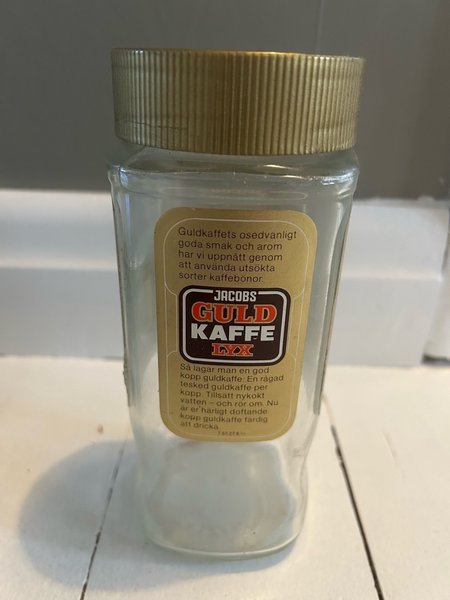 Guldkaffets osedvanligt
goda smak och arom
har vi uppnått genom
att använda utsökta
sorter kaffebönor.
JACOBS
GULD
KAFFE
LYX
Så lagar man en god
kopp guldkaffe: En rågad
tesked guldkaffe per
kopp. Tillsätt nykokt
vatten – och rör om. Nu
är er härligt doftande
kopp guldkaffe färdig
att dricka.